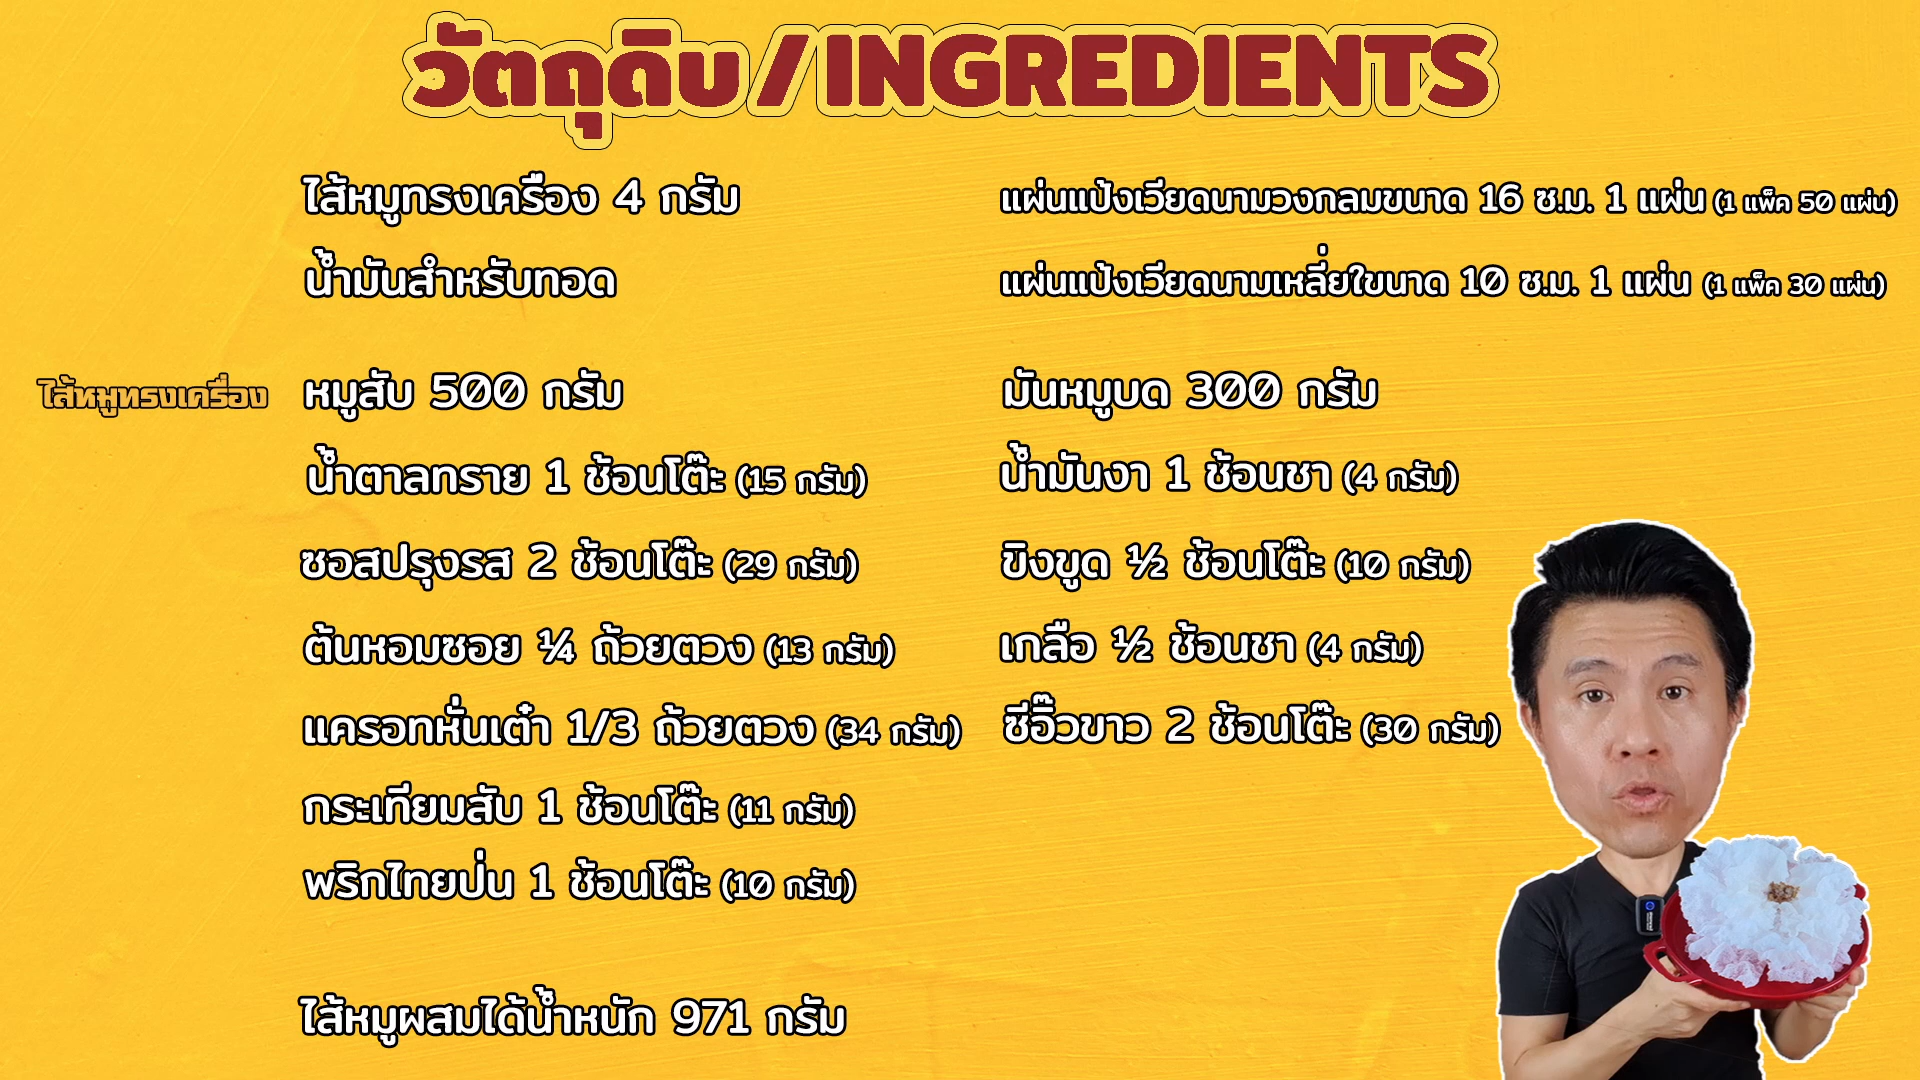 วัตถุดิบ/INGREDIENTS
ไส้หมูทรงเครื่อง 4 กรัม
แผ่นแป้งเวียดนามวงกลมขนาด 16 ซ.ม. 1 แผ่น (1 แพ็ค 50 แผ่น)
น้ำมันสำหรับทอด
แผ่นแป้งเวียดนามเหลี่ยใขนาด 10 ซ.ม. 1 แผ่น (1 แพ็ค 30 แผ่น)
ไส้หมูทรงเครื่อง
หมูสับ 500 กรัม
มันหมูบด 300 กรัม
น้ำตาลทราย 1 ช้อนโต๊ะ (15 กรัม)
น้ำมันงา 1 ช้อนชา (4 กรัม)
ซอสปรุงรส 2 ช้อนโต๊ะ (29 กรัม)
ขิงขูด ½ ช้อนโต๊ะ (10 กรัม)
ต้นหอมซอย ¼ ถ้วยตวง (13 กรัม)
เกลือ ½ ช้อนชา (4 กรัม)
แครอทหั่นเต๋า 1/3 ถ้วยตวง (34 กรัม)
ซีอิ๊วขาว 2 ช้อนโต๊ะ (30 กรัม)
กระเทียมสับ 1 ช้อนโต๊ะ (11 กรัม)
พริกไทยป่น 1 ช้อนโต๊ะ (10 กรัม)
ไส้หมูผสมได้น้ำหนัก 971 กรัม